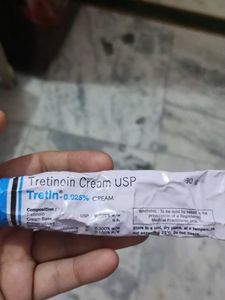 Tretinoin Cream USP
Tretin® 0.025% CREAM
30 g
Composition :
Tretinoin USP
Cream Base
WARNING : To be sold by retail on the
prescription of a Registered
Medical Practitioner only.
Store in a cool, dry place, at a temperature
not exceeding 25°C. Do not freeze.